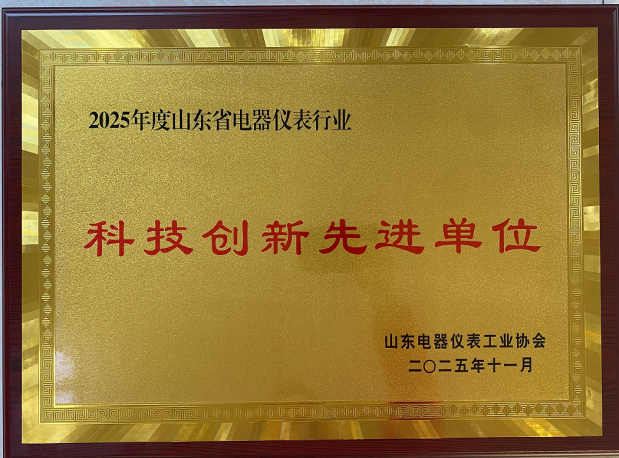 2025年度山东省电器仪表行业
科技创新先进单位
山东电器仪表工业协会
二〇二五年十一月